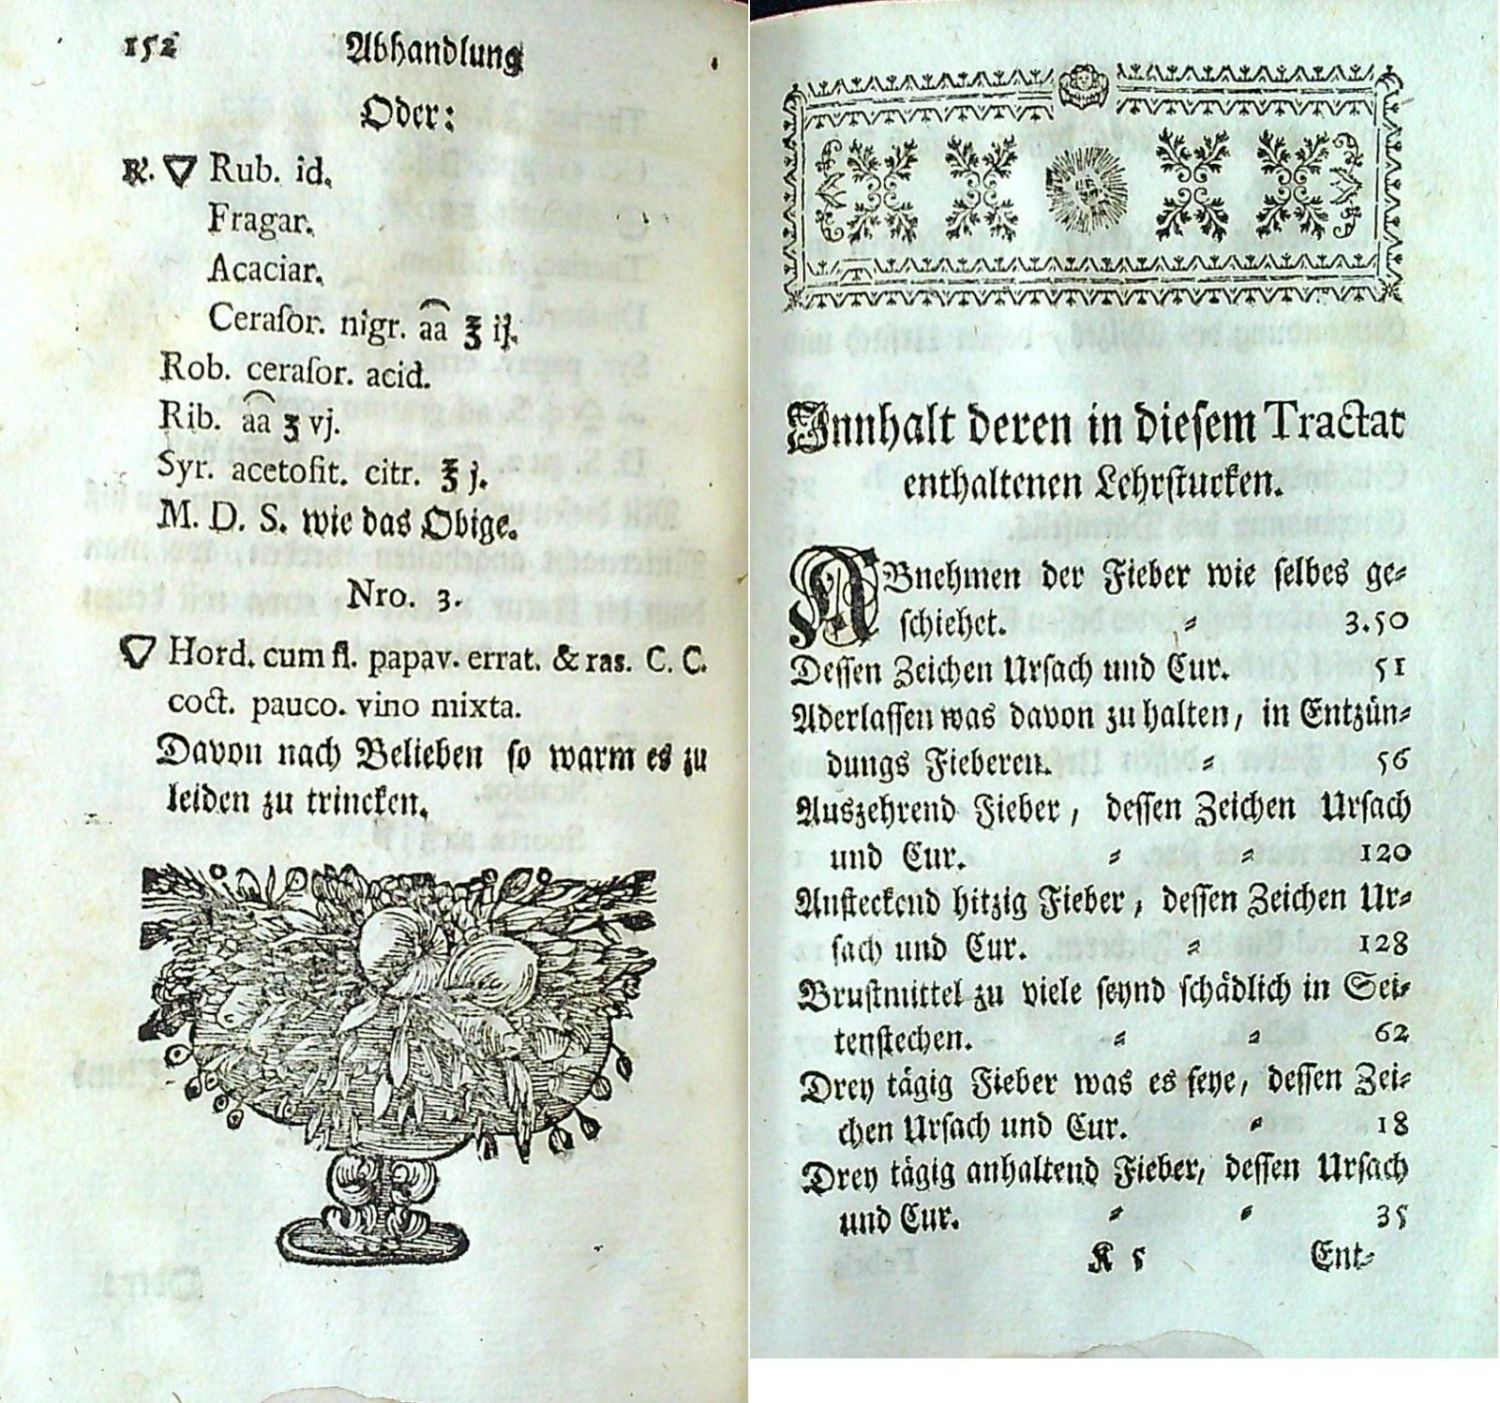 152 Abhandlung
Oder:
℞. 🜄 Rub. id.
Fragar.
Acaciar.
Ceraſor. nigr. aa ℥ ij.
Rob. ceraſor. acid.
Rib. aa ʒ vj.
Syr. acetoſit. citr. ℥ j.
M. D. S. wie das Obige.
Nro. 3.
🜄 Hord. cum fl. papav. errat. & ras. C. C.
coct. pauco. vino mixta.
Davon nach Belieben ſo warm es zu
leiden zu trincken.
Innhalt deren in dieſem Tractat
enthaltenen Lehrſtucken.
ABnehmen der Fieber wie ſelbes ge⸗
ſchiehet. ⸗ 3.50
Deſſen Zeichen Urſach und Cur. 51
Aderlaſſen was davon zu halten, in Entzün⸗
dungs Fieberen. ⸗ 56
Auszehrend Fieber, deſſen Zeichen Urſach
und Cur. ⸗ ⸗ 120
Anſteckend hitzig Fieber, deſſen Zeichen Ur⸗
ſach und Cur. ⸗ 128
Bruſtmittel zu viele ſeynd ſchädlich in Sei⸗
tenſtechen. ⸗ ⸗ 62
Drey tägig Fieber was es ſeye, deſſen Zei⸗
chen Urſach und Cur. ⸗ 18
Drey tägig anhaltend Fieber, deſſen Urſach
und Cur. ⸗ ⸗ 35
K 5 Ent⸗